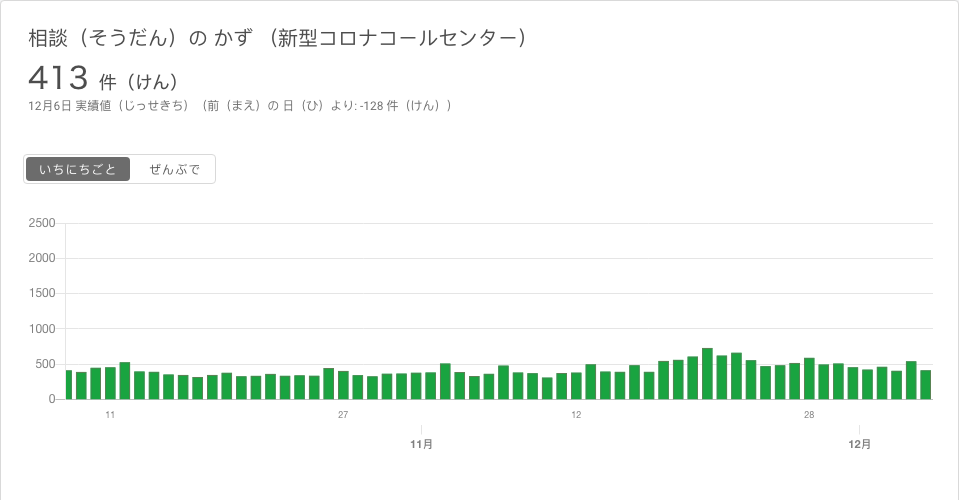 相談（そうだん）の かず （新型コロナコールセンター）
413 件（けん）
12月6日 実績値（じっせきち）（前（まえ）の 日（ひ）より: -128 件（けん））
いちにちごと ぜんぶで
2500
2000
1500
1000
500
0
11 27 12 28
11月 12月